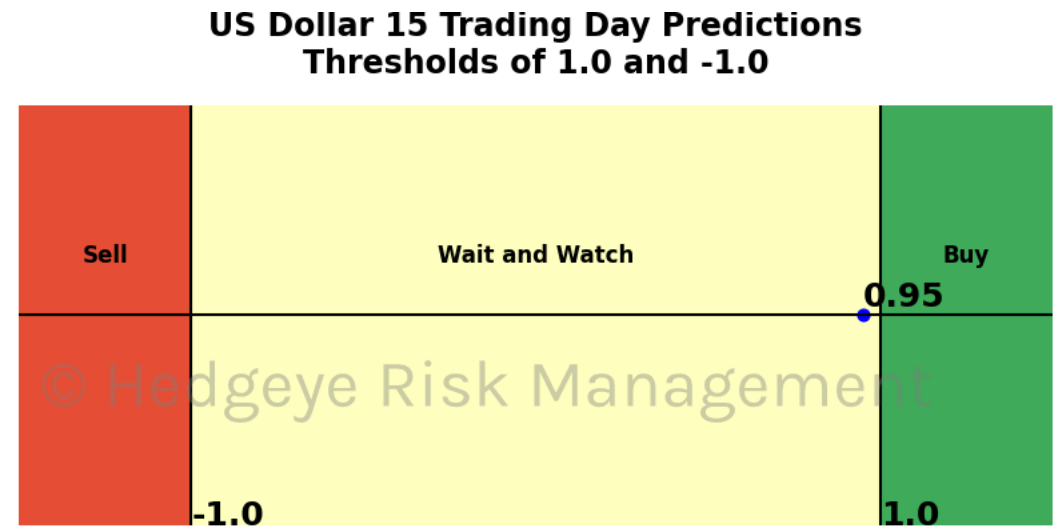 US Dollar 15 Trading Day Predictions
Thresholds of 1.0 and -1.0
Sell
Wait and Watch
Buy
0.95
© Hedgeye Risk Management
-1.0
1.0